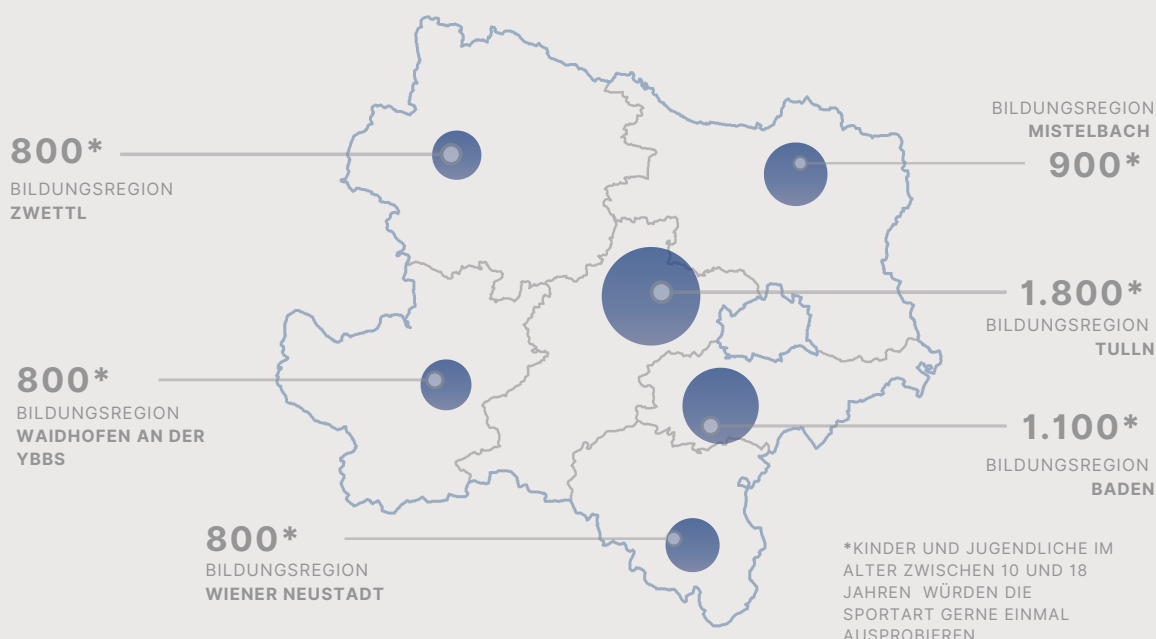 800*
BILDUNGSREGION
ZWETTL
BILDUNGSREGION
MISTELBACH
900*
1.800*
BILDUNGSREGION
TULLN
800*
BILDUNGSREGION
WAIDHOFEN AN DER
YBBS
1.100*
BILDUNGSREGION
BADEN
800*
BILDUNGSREGION
WIENER NEUSTADT
*KINDER UND JUGENDLICHE IM
ALTER ZWISCHEN 10 UND 18
JAHREN WÜRDEN DIE
SPORTART GERNE EINMAL
AUSPROBIEREN